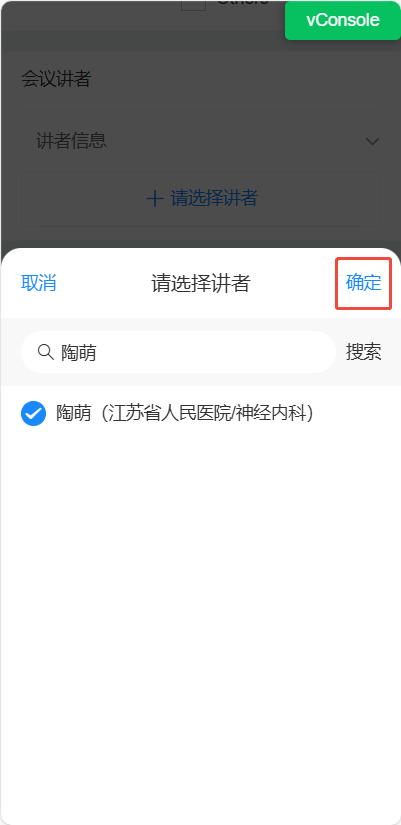 Others
vConsole
会议讲者
讲者信息
请选择讲者
取消 请选择讲者 确定
陶萌 搜索
陶萌（江苏省人民医院/神经内科）